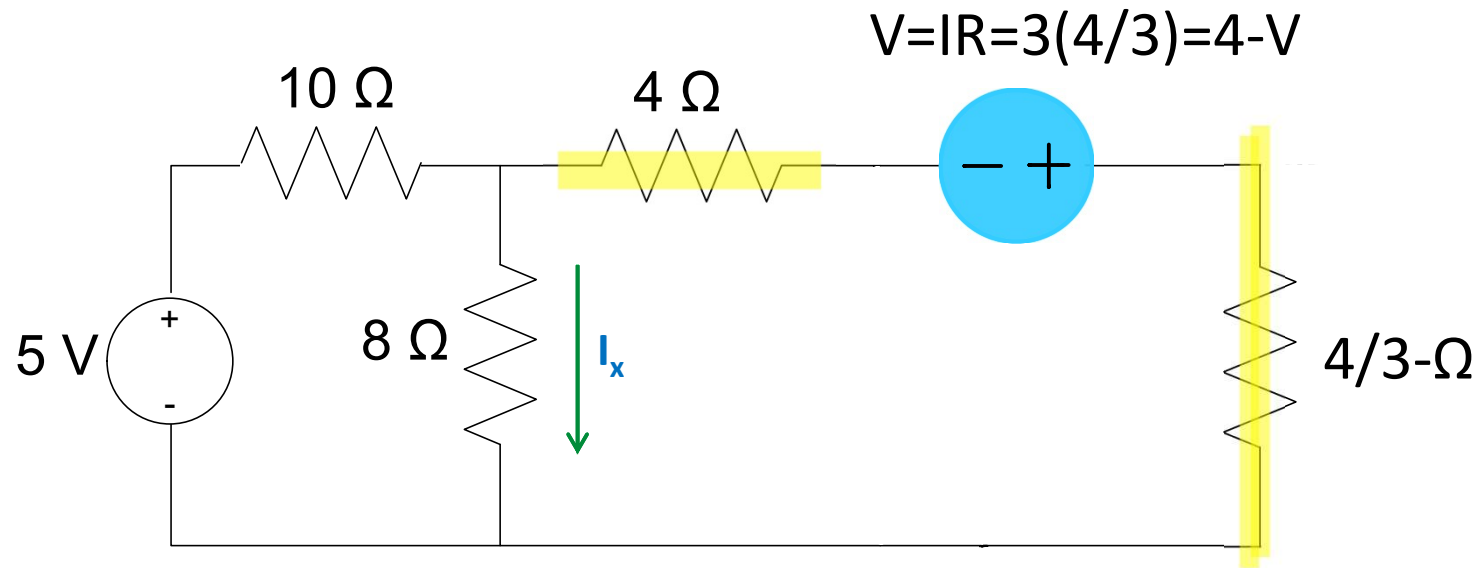 V=IR=3(4/3)=4-V
10 Ω
4 Ω
- +
+
5 V
-
8 Ω
Ix
4/3-Ω